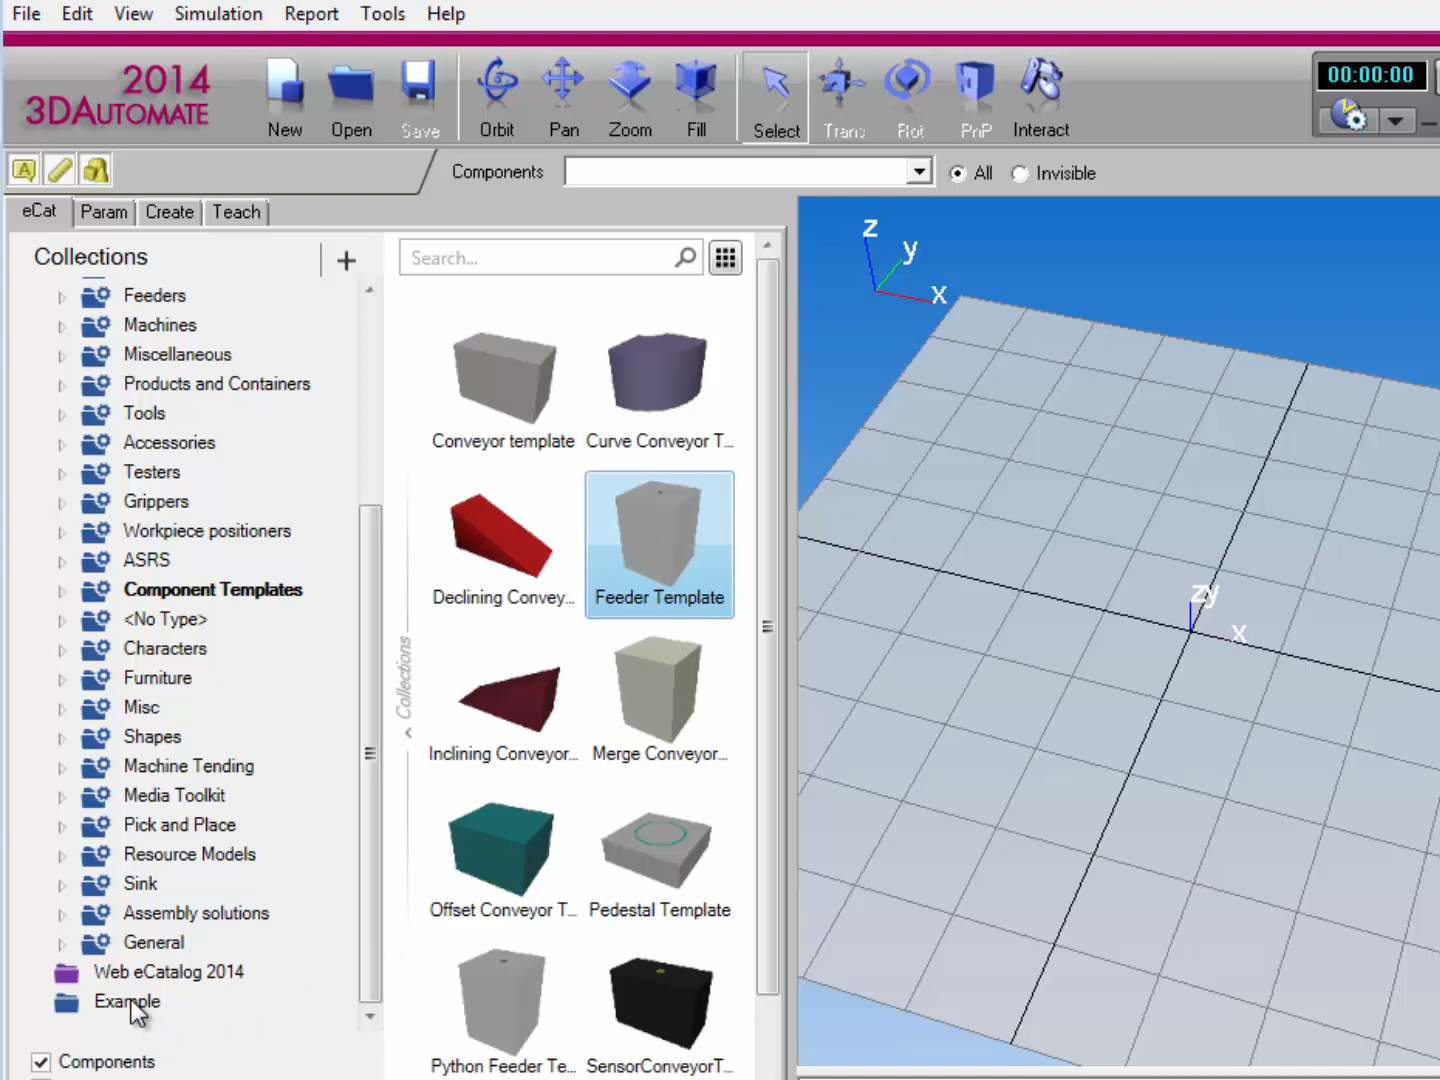 File Edit View Simulation Report Tools Help
2014
3DAUTOMATE
New Open Save Orbit Pan Zoom Fill Select Trans Rot PnP Interact
00:00:00
A
Components All Invisible
eCat Param Create Teach
Collections +
Search...
Feeders
Machines
Miscellaneous
Products and Containers
Tools
Accessories
Testers
Grippers
Workpiece positioners
ASRS
Component Templates
<No Type>
Characters
Furniture
Misc
Shapes
Machine Tending
Media Toolkit
Pick and Place
Resource Models
Sink
Assembly solutions
General
Web eCatalog 2014
Example
Components
Collections
Conveyor template Curve Conveyor T...
Declining Convey... Feeder Template
Inclining Conveyor... Merge Conveyor...
Offset Conveyor T... Pedestal Template
Python Feeder Te... SensorConveyorT...
z
y
x
zy
x